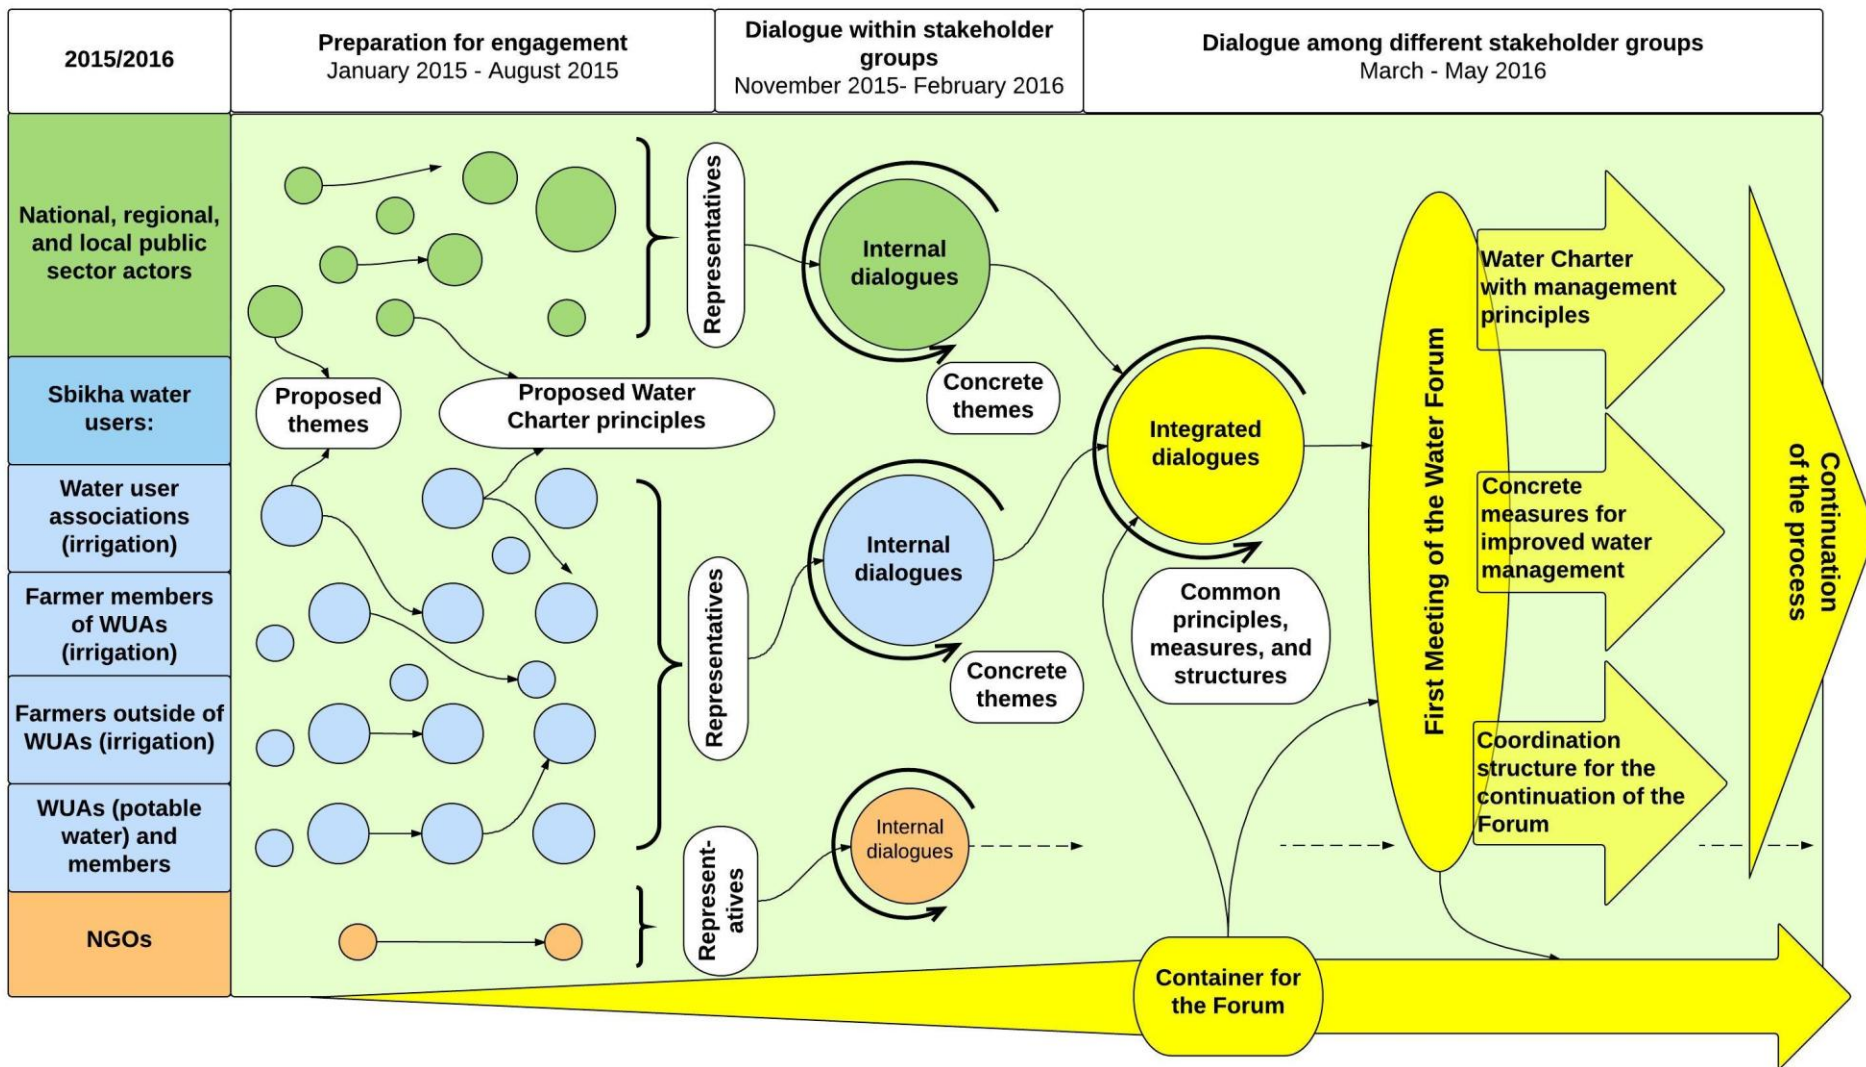 2015/2016
Preparation for engagement
January 2015 - August 2015
Dialogue within stakeholder
groups
November 2015- February 2016
Dialogue among different stakeholder groups
March - May 2016
National, regional,
and local public
sector actors
Sbikha water
users:
Water user
associations
(irrigation)
Farmer members
of WUAs
(irrigation)
Farmers outside of
WUAs (irrigation)
WUAs (potable
water) and
members
NGOs
Proposed
themes
Proposed Water
Charter principles
Representatives
Representatives
Represent-
atives
Internal
dialogues
Concrete
themes
Internal
dialogues
Concrete
themes
Internal
dialogues
Integrated
dialogues
Common
principles,
measures, and
structures
Container for
the Forum
First Meeting of the Water Forum
Water Charter
with management
principles
Concrete
measures for
improved water
management
Coordination
structure for the
continuation of the
Forum
Continuation
of the process